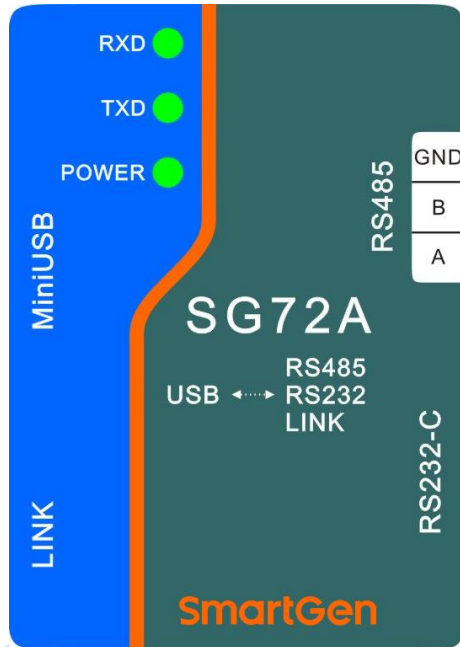 RXD
TXD
POWER
MiniUSB
LINK
RS485
GND
B
A
SG72A
USB
RS485
RS232
LINK
RS232-C
SmartGen